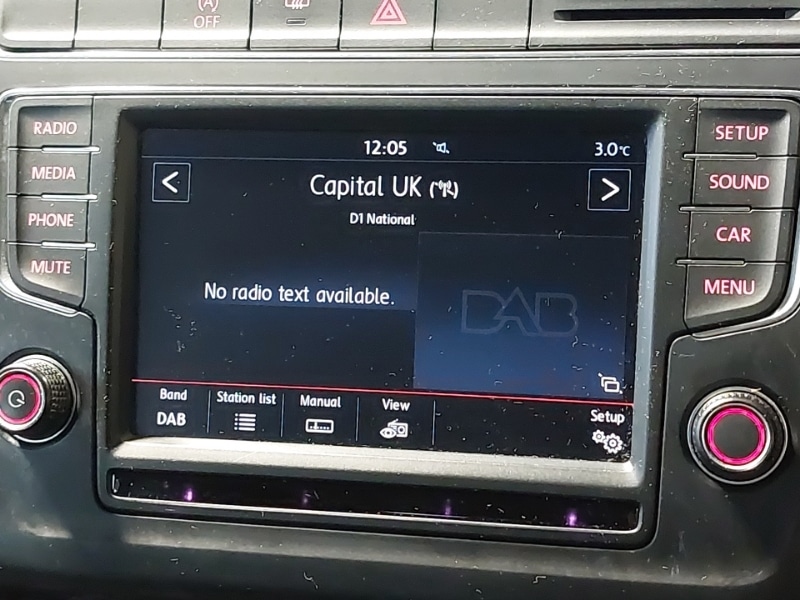 (A)
OFF
RADIO
MEDIA
PHONE
MUTE
12:05
3.0°C
Capital UK
D1 National
No radio text available.
DAB
Band
DAB
Station list
Manual
View
Setup
SETUP
SOUND
CAR
MENU